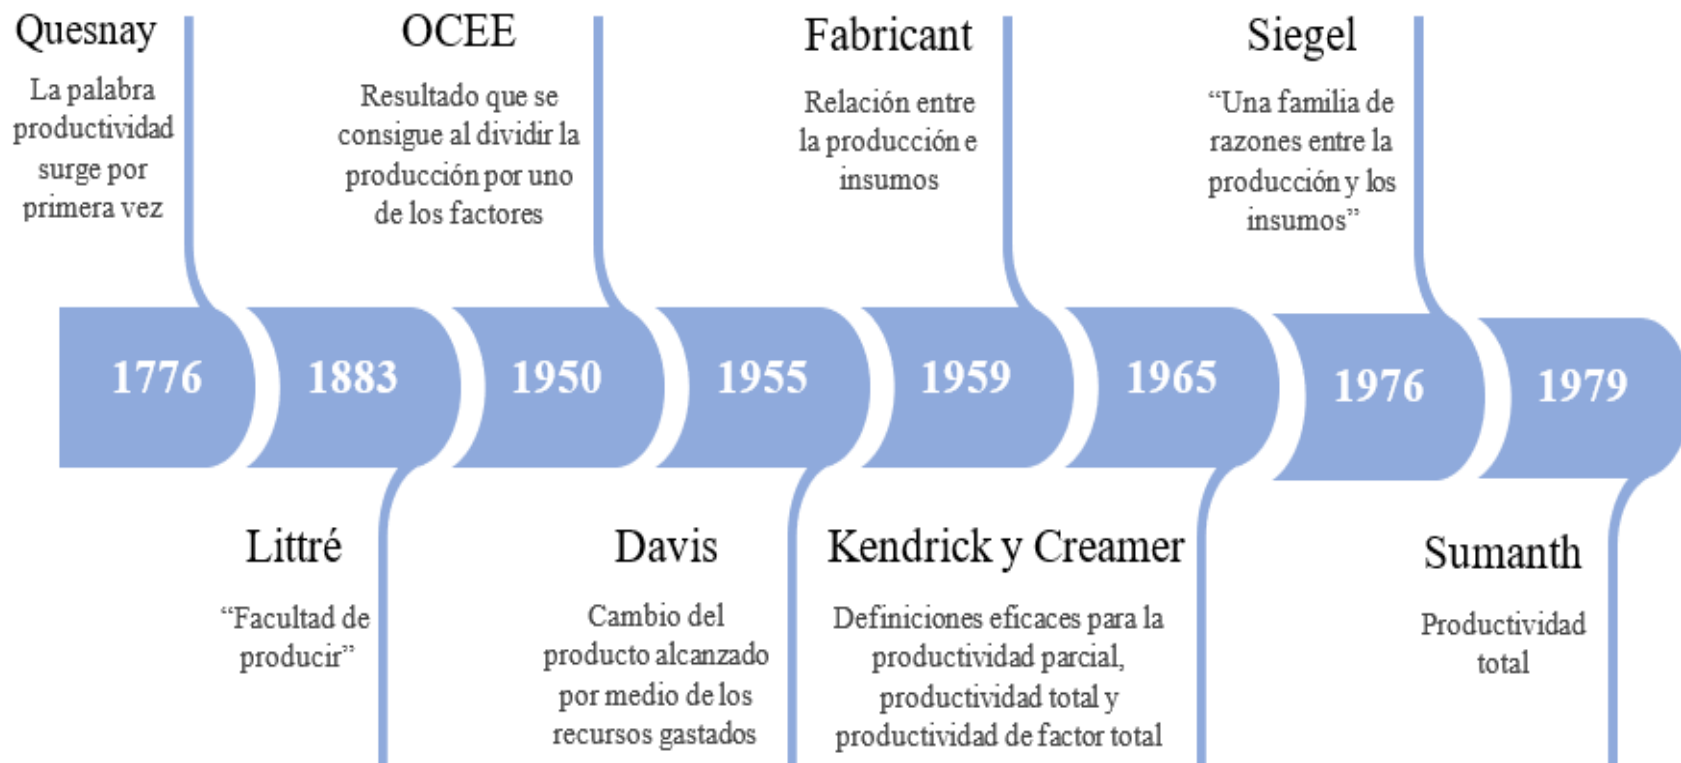 Quesnay
La palabra
productividad
surge por
primera vez
OCEE
Resultado que se
consigue al dividir la
producción por uno
de los factores
Fabricant
Relación entre
la producción e
insumos
Siegel
“Una familia de
razones entre la
producción y los
insumos”
1776
1883
1950
1955
1959
1965
1976
1979
Littré
“Facultad de
producir”
Davis
Cambio del
producto alcanzado
por medio de los
recursos gastados
Kendrick y Creamer
Definiciones eficaces para la
productividad parcial,
productividad total y
productividad de factor total
Sumanth
Productividad
total